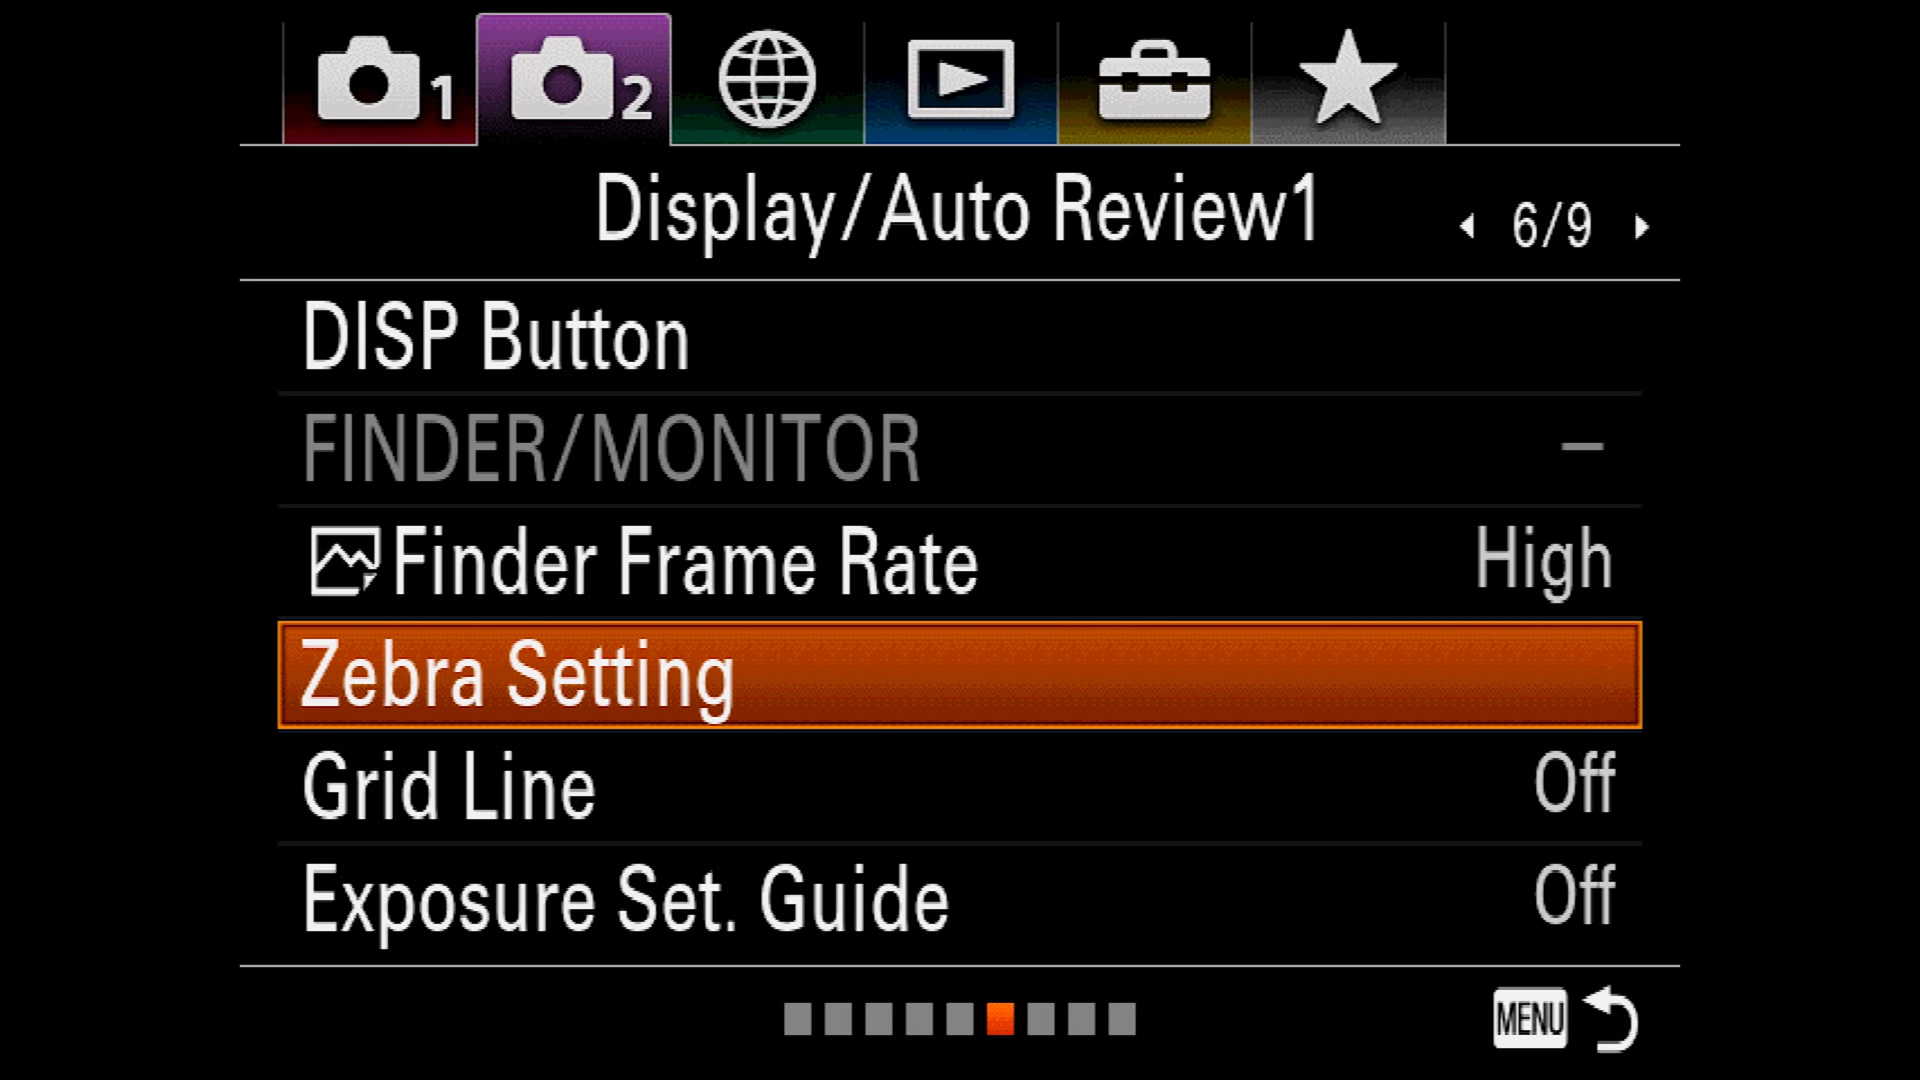 1 2
Display/Auto Review1 6/9
DISP Button
FINDER/MONITOR –
Finder Frame Rate High
Zebra Setting
Grid Line Off
Exposure Set. Guide Off
MENU